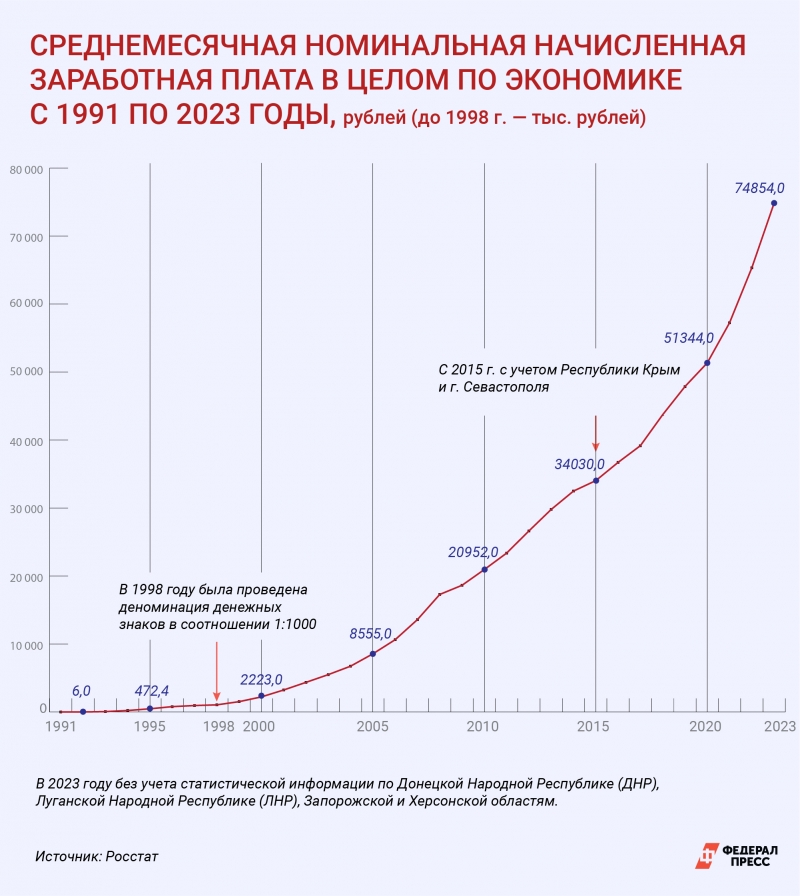 СРЕДНЕМЕСЯЧНАЯ НОМИНАЛЬНАЯ НАЧИСЛЕННАЯ
ЗАРАБОТНАЯ ПЛАТА В ЦЕЛОМ ПО ЭКОНОМИКЕ
С 1991 ПО 2023 ГОДЫ, рублей (до 1998 г. — тыс. рублей)
80 000
74854,0
70 000
60 000
51344,0
50 000
С 2015 г. с учетом Республики Крым
и г. Севастополя
40 000
34030,0
30 000
20952,0
20 000
В 1998 году была проведена
деноминация денежных
знаков в соотношении 1:1000
8555,0
10 000
2223,0
6,0
472,4
0
1991 1995 1998 2000 2005 2010 2015 2020 2023
В 2023 году без учета статистической информации по Донецкой Народной Республике (ДНР),
Луганской Народной Республике (ЛНР), Запорожской и Херсонской областям.
Источник: Росстат
ФЕДЕРАЛ
ПРЕСС